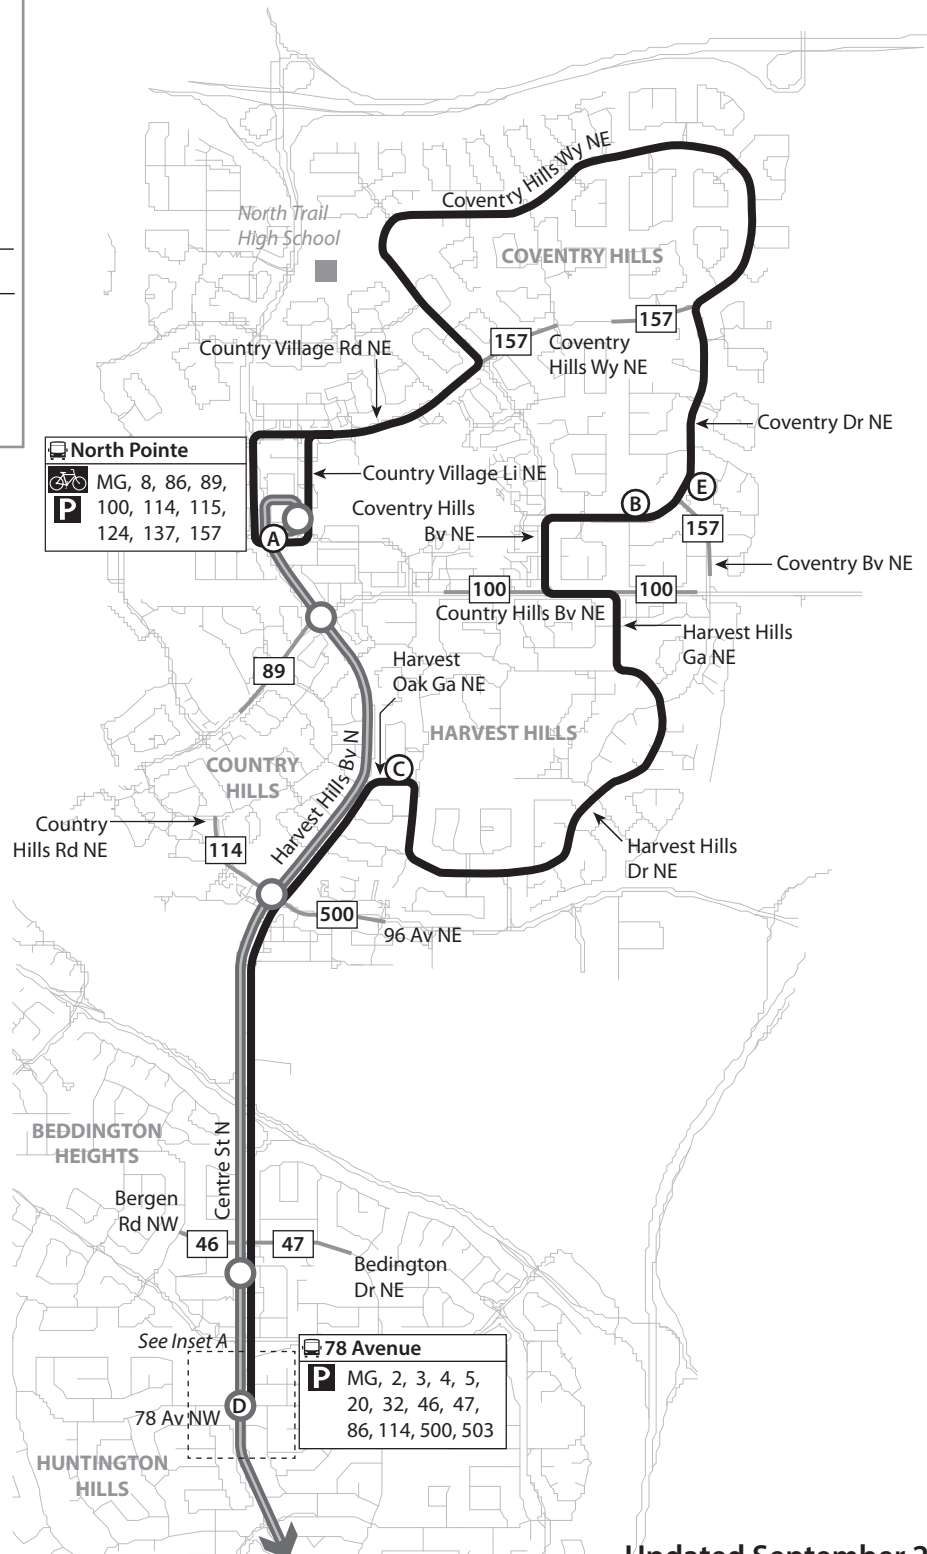 Coventry Hills Wy NE
North Trail
High School
COVENTRY HILLS
157
157
Coventry
Hills Wy NE
Country Village Rd NE
Coventry Dr NE
North Pointe
MG, 8, 86, 89,
P
100, 114, 115,
124, 137, 157
Country Village Li NE
E
B
Coventry Hills
Bv NE
157
A
Coventry Bv NE
100
100
Country Hills Bv NE
Harvest Hills
Ga NE
89
Harvest
Oak Ga NE
HARVEST HILLS
COUNTRY
HILLS
Harvest Hills Bv N
C
Country
Hills Rd NE
114
Harvest Hills
Dr NE
500
96 Av NE
BEDDINGTON
HEIGHTS
Centre St N
Bergen
Rd NW
46
47
Bedington
Dr NE
See Inset A
78 Avenue
P
MG, 2, 3, 4, 5,
20, 32, 46, 47,
86, 114, 500, 503
D
78 Av NW
HUNTINGTON
HILLS
Updated September 2